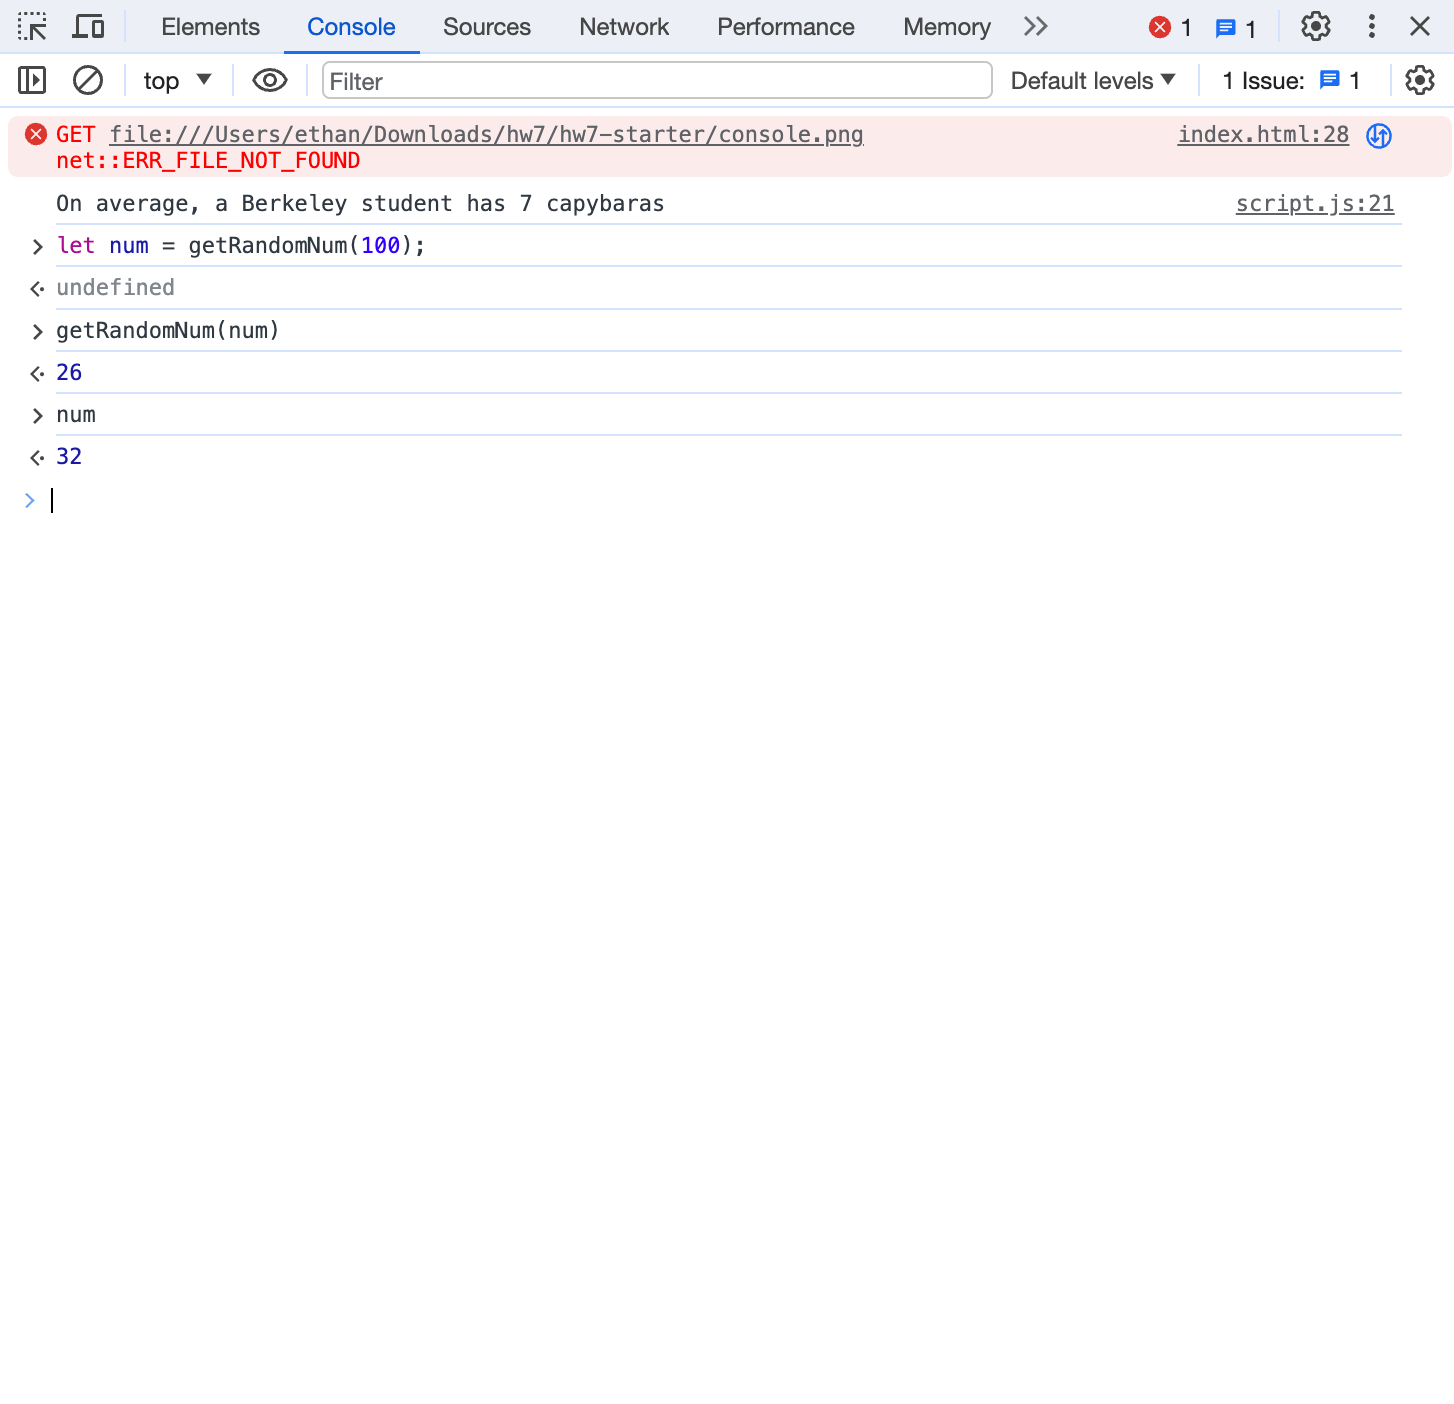 Elements Console Sources Network Performance Memory 1 1
top Filter Default levels 1 Issue: 1
GET file:///Users/ethan/Downloads/hw7/hw7-starter/console.png index.html:28
net::ERR_FILE_NOT_FOUND
On average, a Berkeley student has 7 capybaras script.js:21
let num = getRandomNum(100);
undefined
getRandomNum(num)
26
num
32